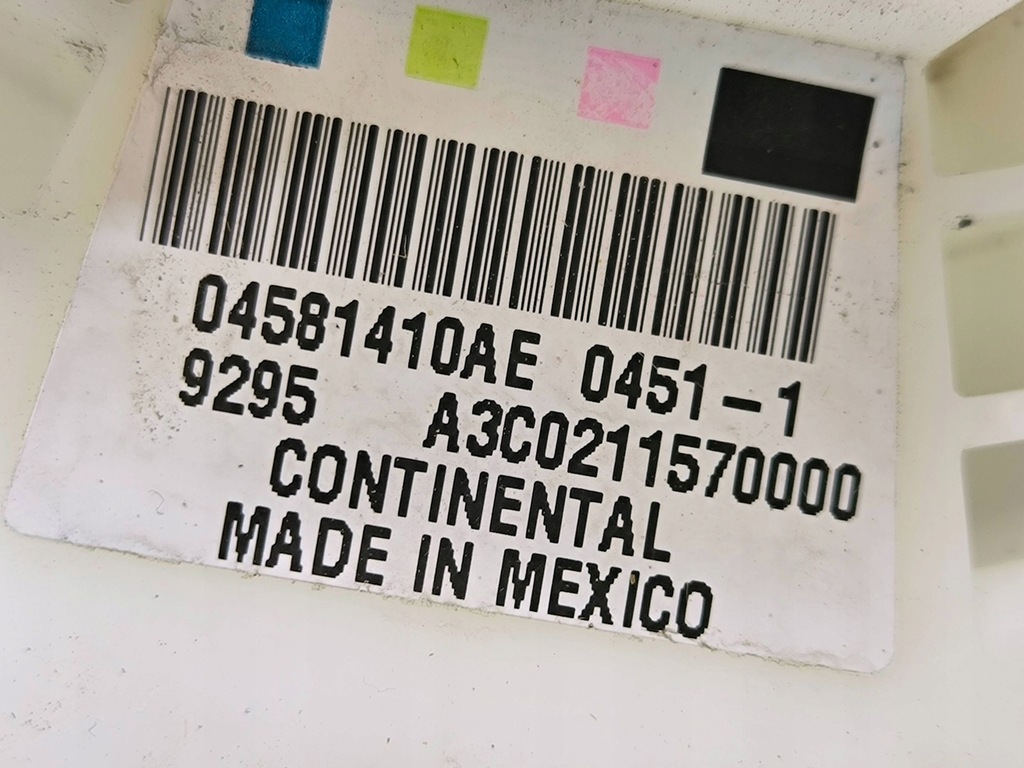 04581410AE 0451-1
9295 A3C0211570000
CONTINENTAL
MADE IN MEXICO